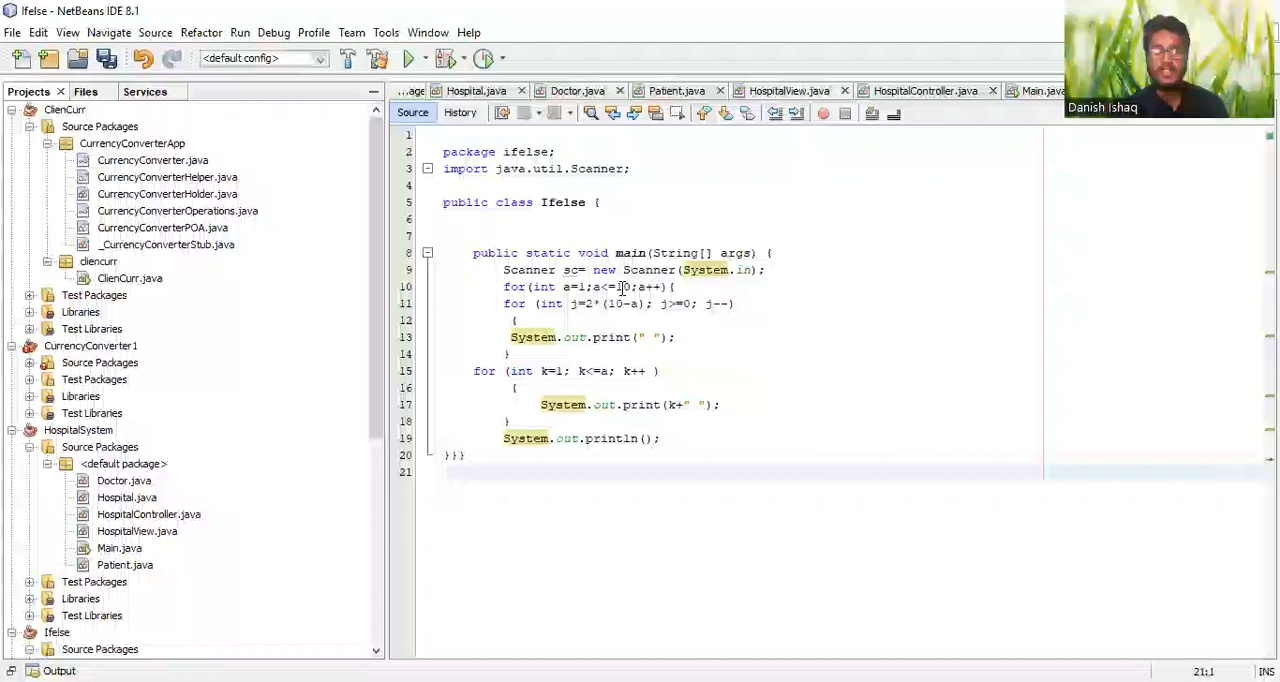 Ifelse - NetBeans IDE 8.1
File Edit View Navigate Source Refactor Run Debug Profile Team Tools Window Help
<default config>
Projects Files Services
...age Hospital.java Doctor.java Patient.java HospitalView.java HospitalController.java Main.java
Source History
Danish Ishaq
ClienCurr
Source Packages
CurrencyConverterApp
CurrencyConverter.java
CurrencyConverterHelper.java
CurrencyConverterHolder.java
CurrencyConverterOperations.java
CurrencyConverterPOA.java
_CurrencyConverterStub.java
cliencurr
ClienCurr.java
Test Packages
Libraries
Test Libraries
CurrencyConverter1
Source Packages
Test Packages
Libraries
Test Libraries
HospitalSystem
Source Packages
<default package>
Doctor.java
Hospital.java
HospitalController.java
HospitalView.java
Main.java
Patient.java
Test Packages
Libraries
Test Libraries
Ifelse
Source Packages
1
2 package ifelse;
3 import java.util.Scanner;
4
5 public class Ifelse {
6
7
8 public static void main(String[] args) {
9 Scanner sc= new Scanner(System.in);
10 for(int a=1;a<=10;a++){
11 for (int j=2*(10-a); j>=0; j--)
12 {
13 System.out.print(" ");
14 }
15 for (int k=1; k<=a; k++ )
16 {
17 System.out.print(k+" ");
18 }
19 System.out.println();
20 }}}
21
Output
21:1 INS